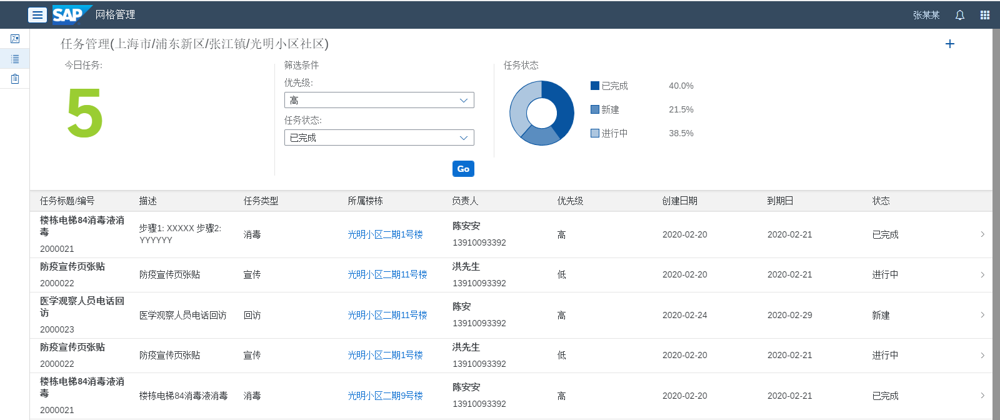 SAP 网格管理 张某某
任务管理(上海市/浦东新区/张江镇/光明小区社区)
今日任务:
5
筛选条件
优先级:
高
任务状态:
已完成
Go
任务状态
已完成 40.0%
新建 21.5%
进行中 38.5%
任务标题/编号 描述 任务类型 所属楼栋 负责人 优先级 创建日期 到期日 状态
楼栋电梯84消毒液消
毒
2000021
步骤1: XXXXX 步骤2:
YYYYYY
消毒
光明小区二期1号楼
陈安安
13910093392
高
2020-02-20
2020-02-21
已完成
防疫宣传页张贴
2000022
防疫宣传页张贴
宣传
光明小区二期11号楼
洪先生
13910093392
低
2020-02-20
2020-02-21
进行中
医学观察人员电话回
访
2000023
医学观察人员电话回访
回访
光明小区二期11号楼
陈安
13910093392
高
2020-02-24
2020-02-29
新建
防疫宣传页张贴
2000022
防疫宣传页张贴
宣传
光明小区二期1号楼
洪先生
13910093392
低
2020-02-20
2020-02-21
进行中
楼栋电梯84消毒液消
毒
2000021
楼栋电梯84消毒液消毒
消毒
光明小区二期9号楼
陈安安
13910093392
高
2020-02-20
2020-02-21
已完成